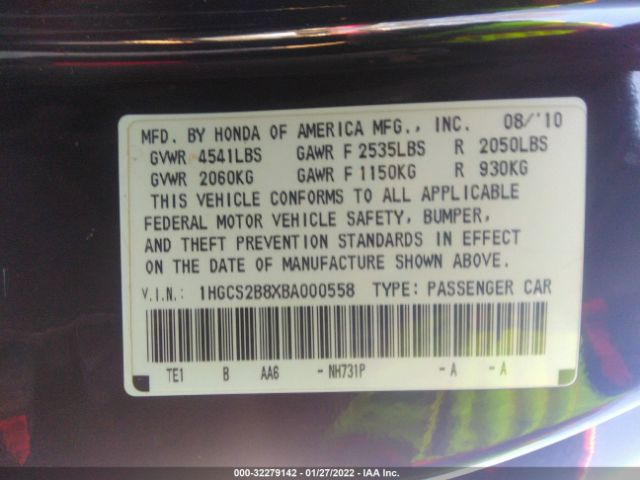 MFD. BY HONDA OF AMERICA MFG., INC. 08/'10
GVWR 4541LBS GAWR F 2535LBS R 2050LBS
GVWR 2060KG GAWR F 1150KG R 930KG
THIS VEHICLE CONFORMS TO ALL APPLICABLE
FEDERAL MOTOR VEHICLE SAFETY, BUMPER,
AND THEFT PREVENTION STANDARDS IN EFFECT
ON THE DATE OF MANUFACTURE SHOWN ABOVE.
V.I.N.: 1HGCS2B8XBA000558 TYPE: PASSENGER CAR
TE1 B AA6 - NH731P - A - A
000-32279142 - 01/27/2022 - IAA Inc.